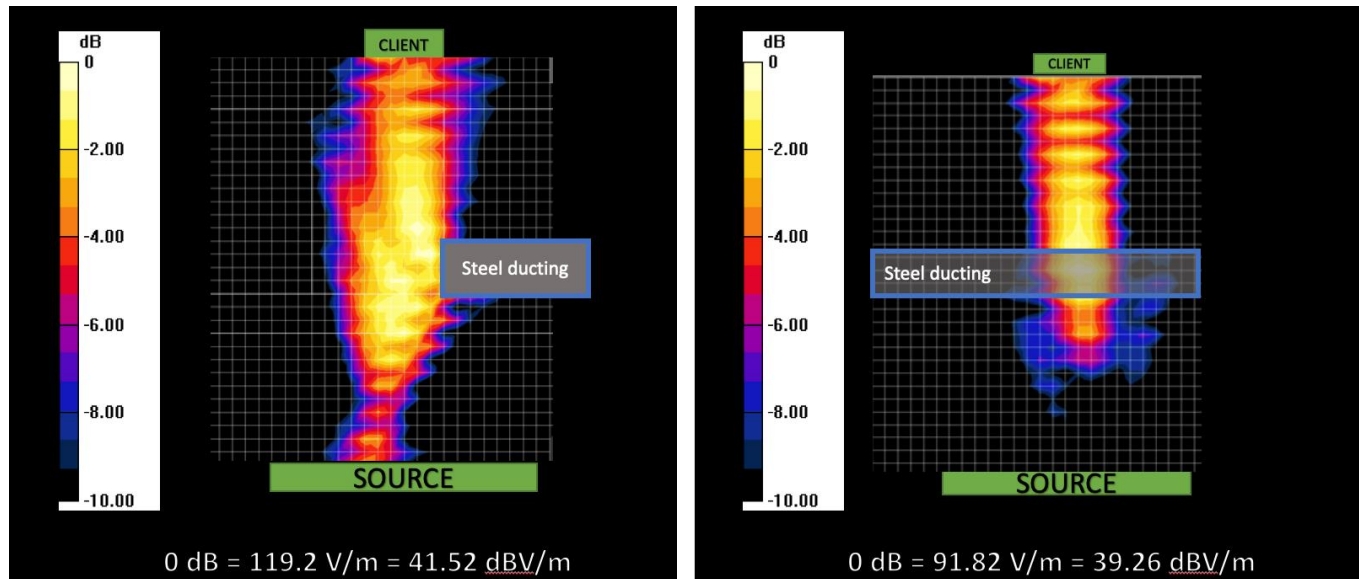 dB
0
-2.00
-4.00
-6.00
-8.00
-10.00
CLIENT
Steel ducting
SOURCE
0 dB = 119.2 V/m = 41.52 dBV/m
dB
0
-2.00
-4.00
-6.00
-8.00
-10.00
CLIENT
Steel ducting
SOURCE
0 dB = 91.82 V/m = 39.26 dBV/m